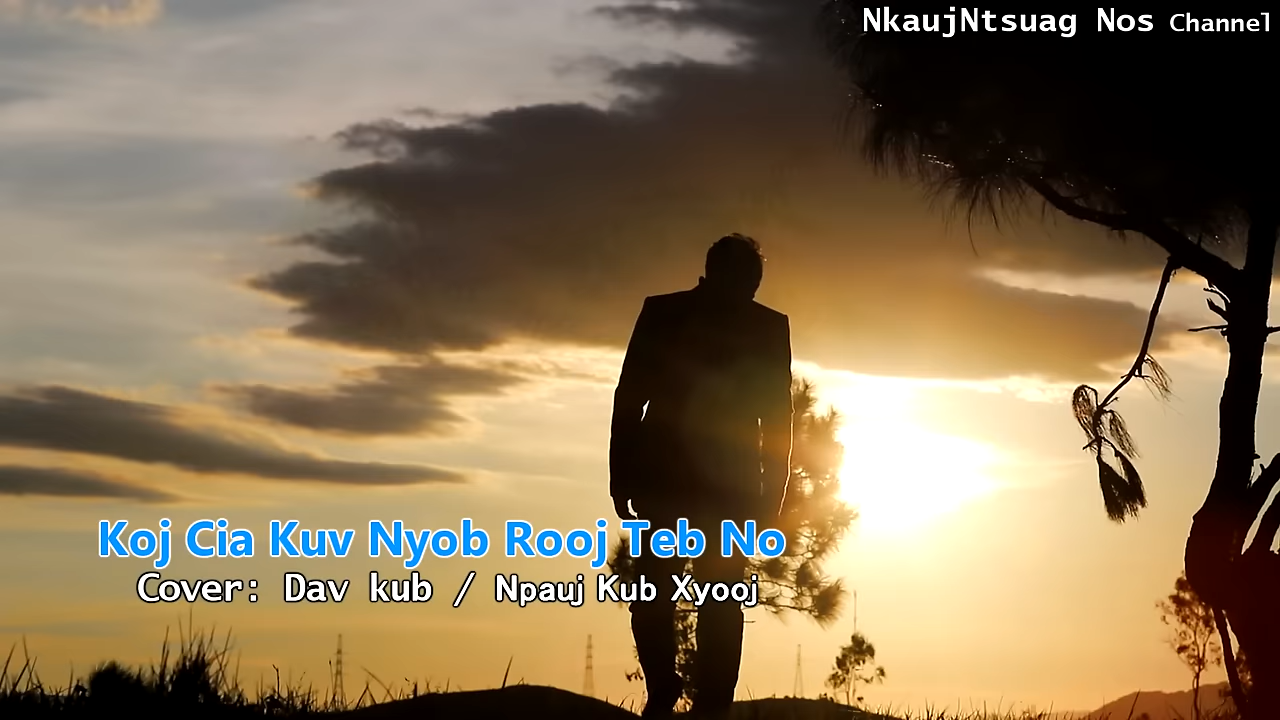 NkaujNtsuag Nos Channel
Koj Cia Kuv Nyob Rooj Teb No
Cover: Dav kub / Npauj Kub Xyooj